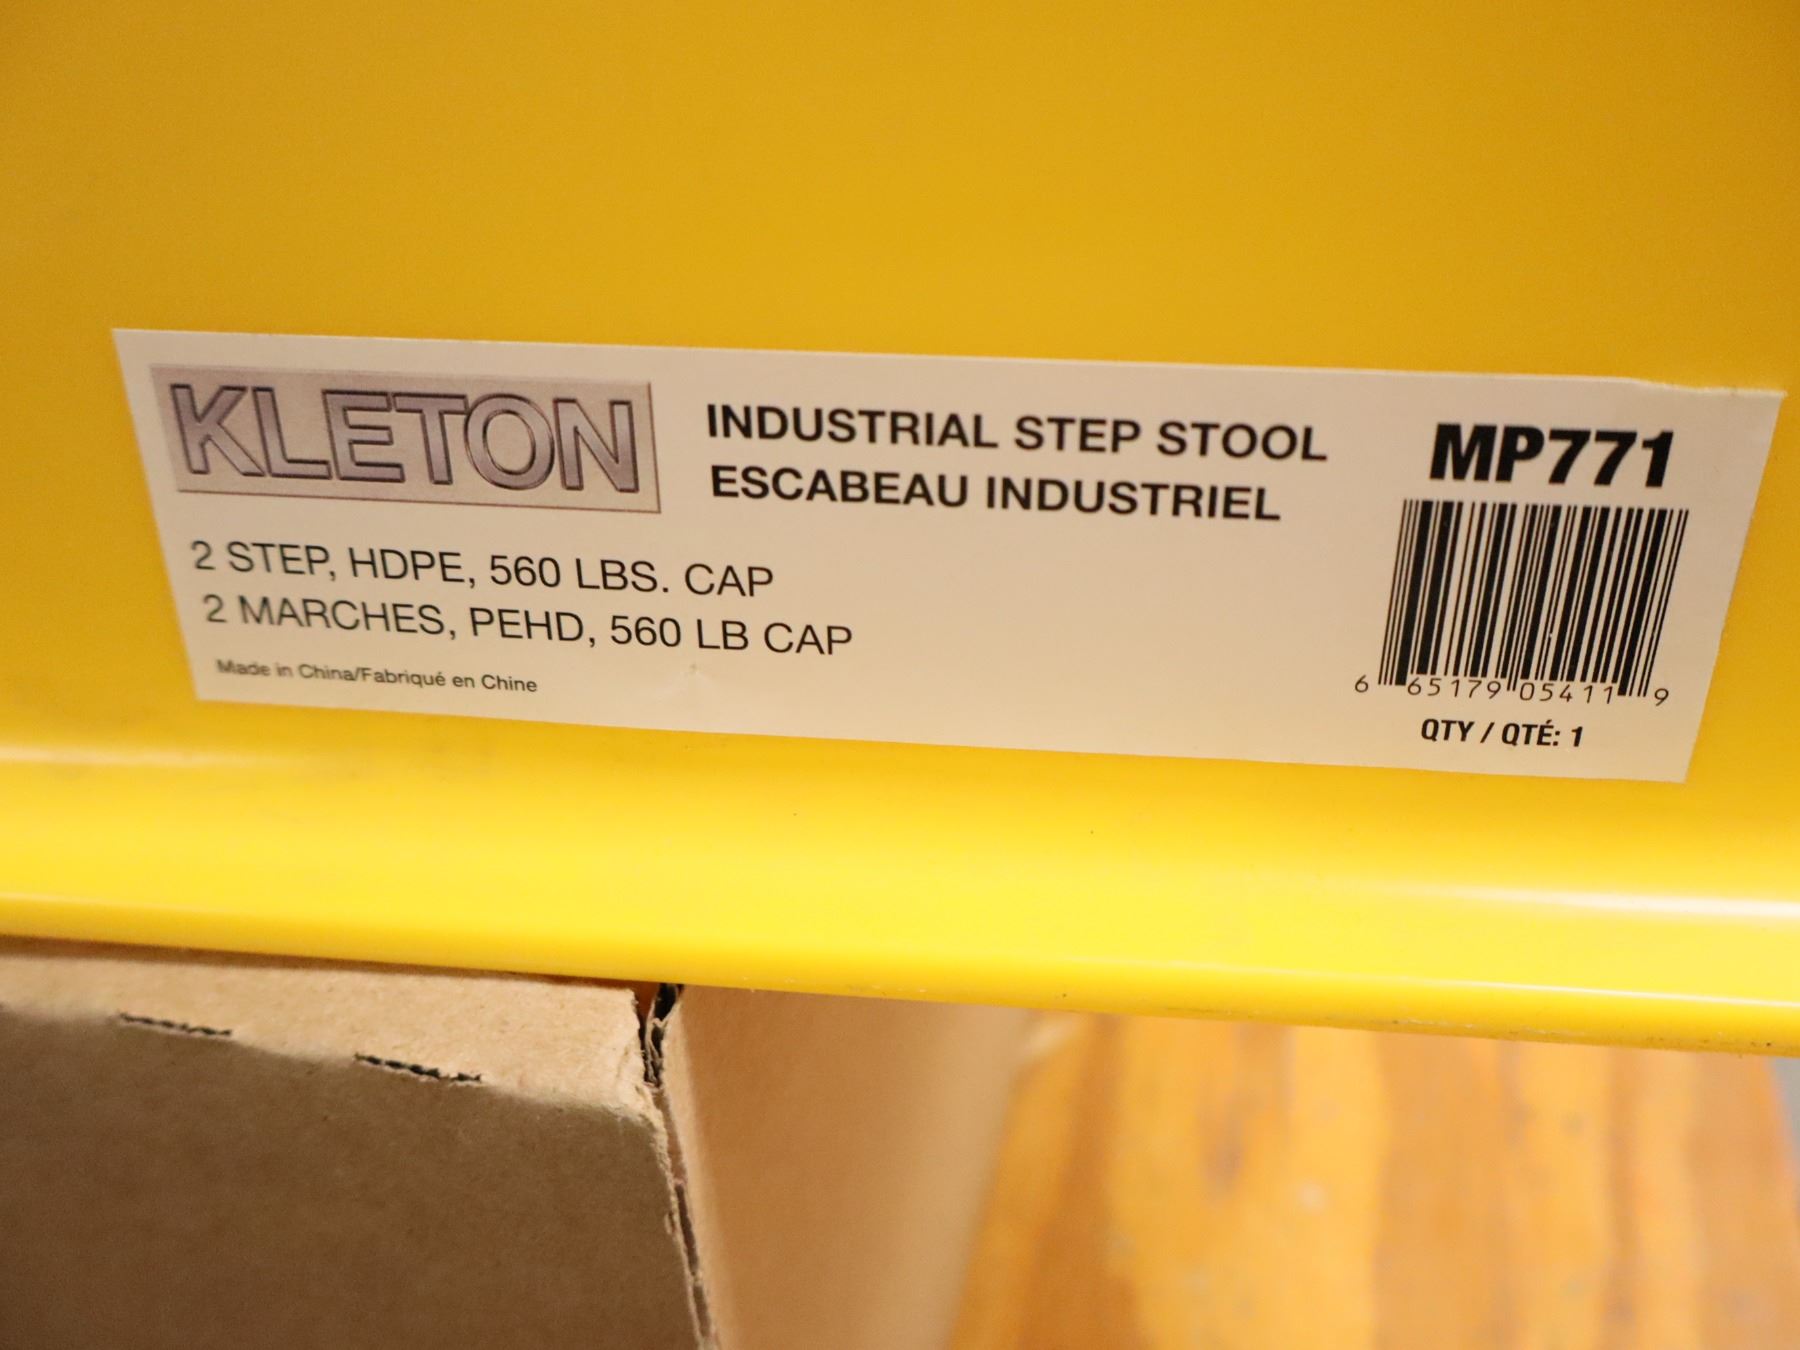 KLETON
INDUSTRIAL STEP STOOL
ESCABEAU INDUSTRIEL
2 STEP, HDPE, 560 LBS. CAP
2 MARCHES, PEHD, 560 LB CAP
Made in China/Fabriqué en Chine
MP771
6 65179 05411 9
QTY / QTÉ: 1